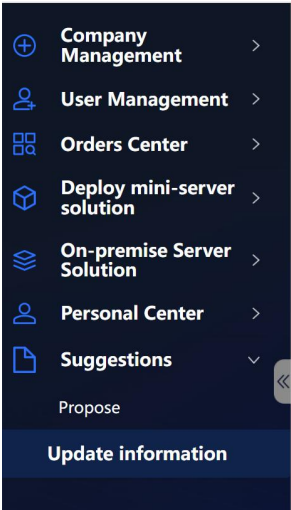 Company
Management
User Management
Orders Center
Deploy mini-server
solution
On-premise Server
Solution
Personal Center
Suggestions
Propose
Update information